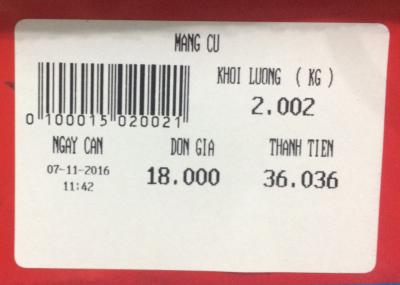 MANG CU
KHOI LUONG ( KG )
2.002
0 100015 020021
NGAY CAN DON GIA THANH TIEN
07-11-2016 18.000 36.036
11:42